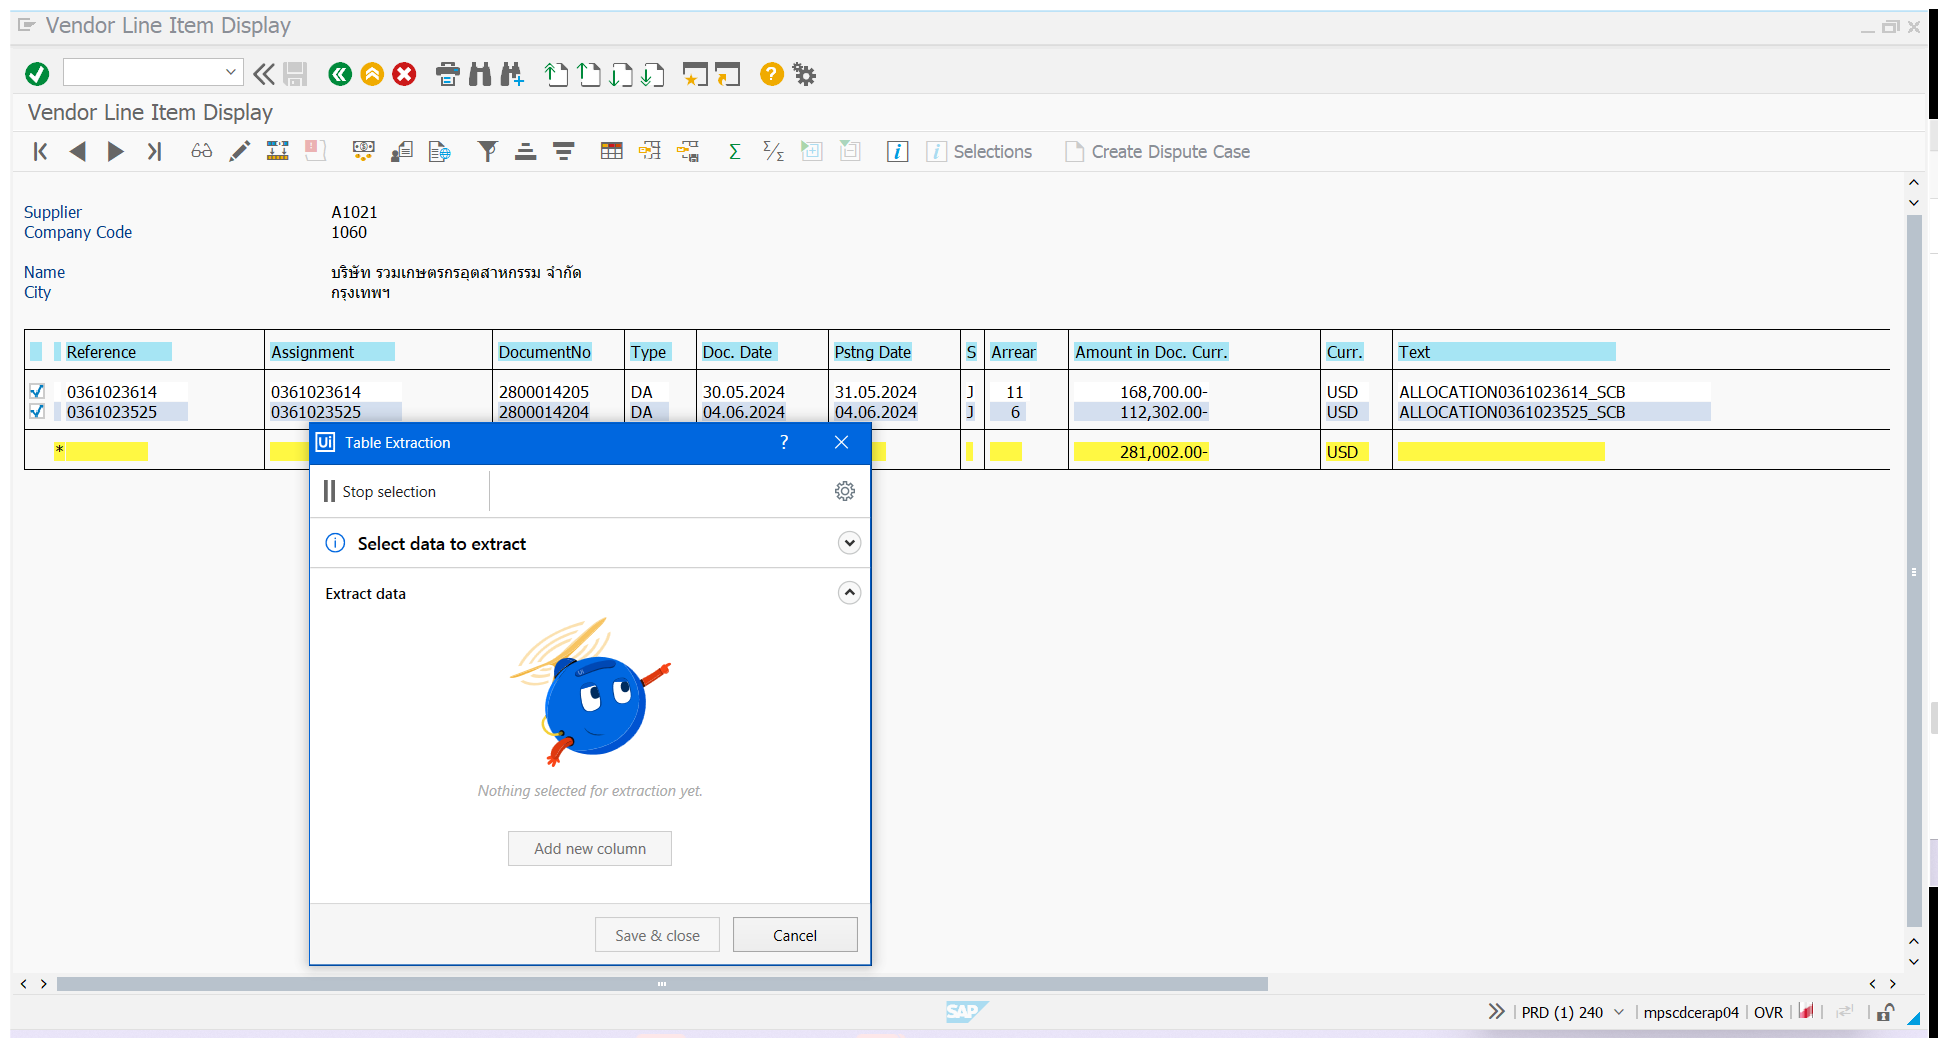 Vendor Line Item Display
Vendor Line Item Display
Selections
Create Dispute Case
Supplier A1021
Company Code 1060
Name บริษัท รวมเกษตรกรอุตสาหกรรม จำกัด
City กรุงเทพฯ
Reference Assignment DocumentNo Type Doc. Date Pstng Date S Arrear Amount in Doc. Curr. Curr. Text
0361023614 0361023614 2800014205 DA 30.05.2024 31.05.2024 J 11 168,700.00- USD ALLOCATION0361023614_SCB
0361023525 0361023525 2800014204 DA 04.06.2024 04.06.2024 J 6 112,302.00- USD ALLOCATION0361023525_SCB
* 281,002.00- USD
Ui Table Extraction ?
Stop selection
Select data to extract
Extract data
Nothing selected for extraction yet.
Add new column
Save & close Cancel
SAP
PRD (1) 240 mpscdcerap04 OVR